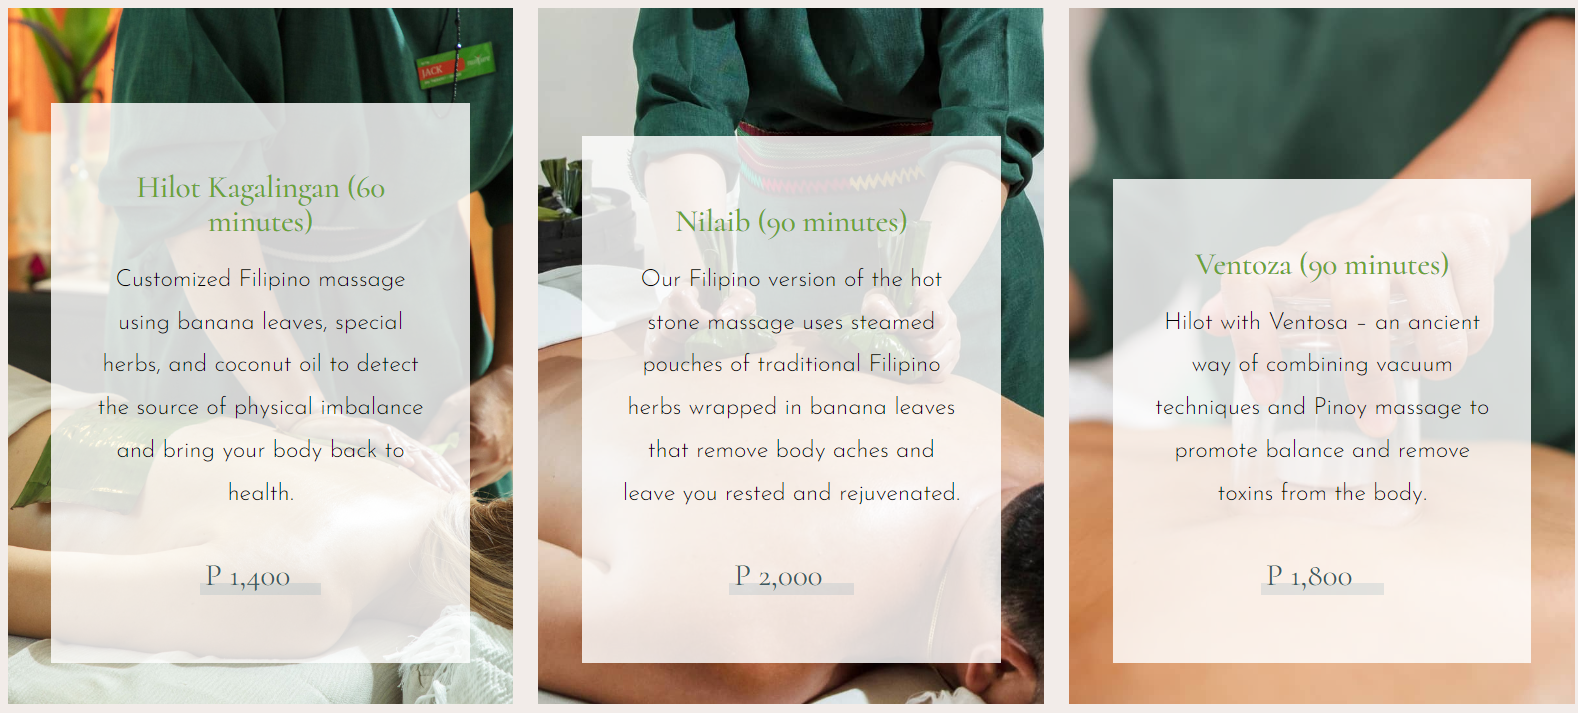 JACK
Hilot Kagalingan (60
minutes)
Customized Filipino massage
using banana leaves, special
herbs, and coconut oil to detect
the source of physical imbalance
and bring your body back to
health.
P 1,400
Nilaib (90 minutes)
Our Filipino version of the hot
stone massage uses steamed
pouches of traditional Filipino
herbs wrapped in banana leaves
that remove body aches and
leave you rested and rejuvenated.
P 2,000
Ventoza (90 minutes)
Hilot with Ventosa – an ancient
way of combining vacuum
techniques and Pinoy massage to
promote balance and remove
toxins from the body.
P 1,800